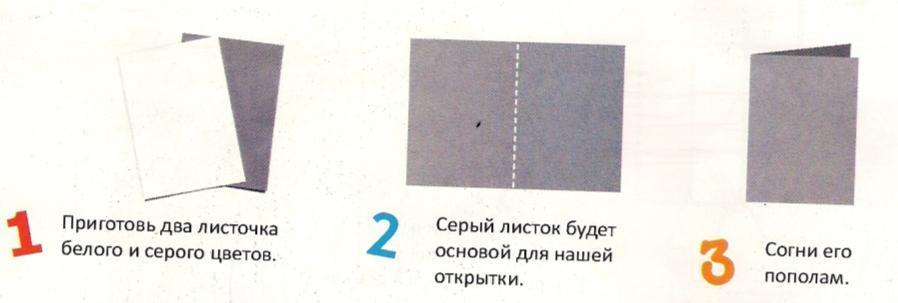 1
Приготовь два листочка
белого и серого цветов.
2
Серый листок будет
основой для нашей
открытки.
3
Согни его
пополам.